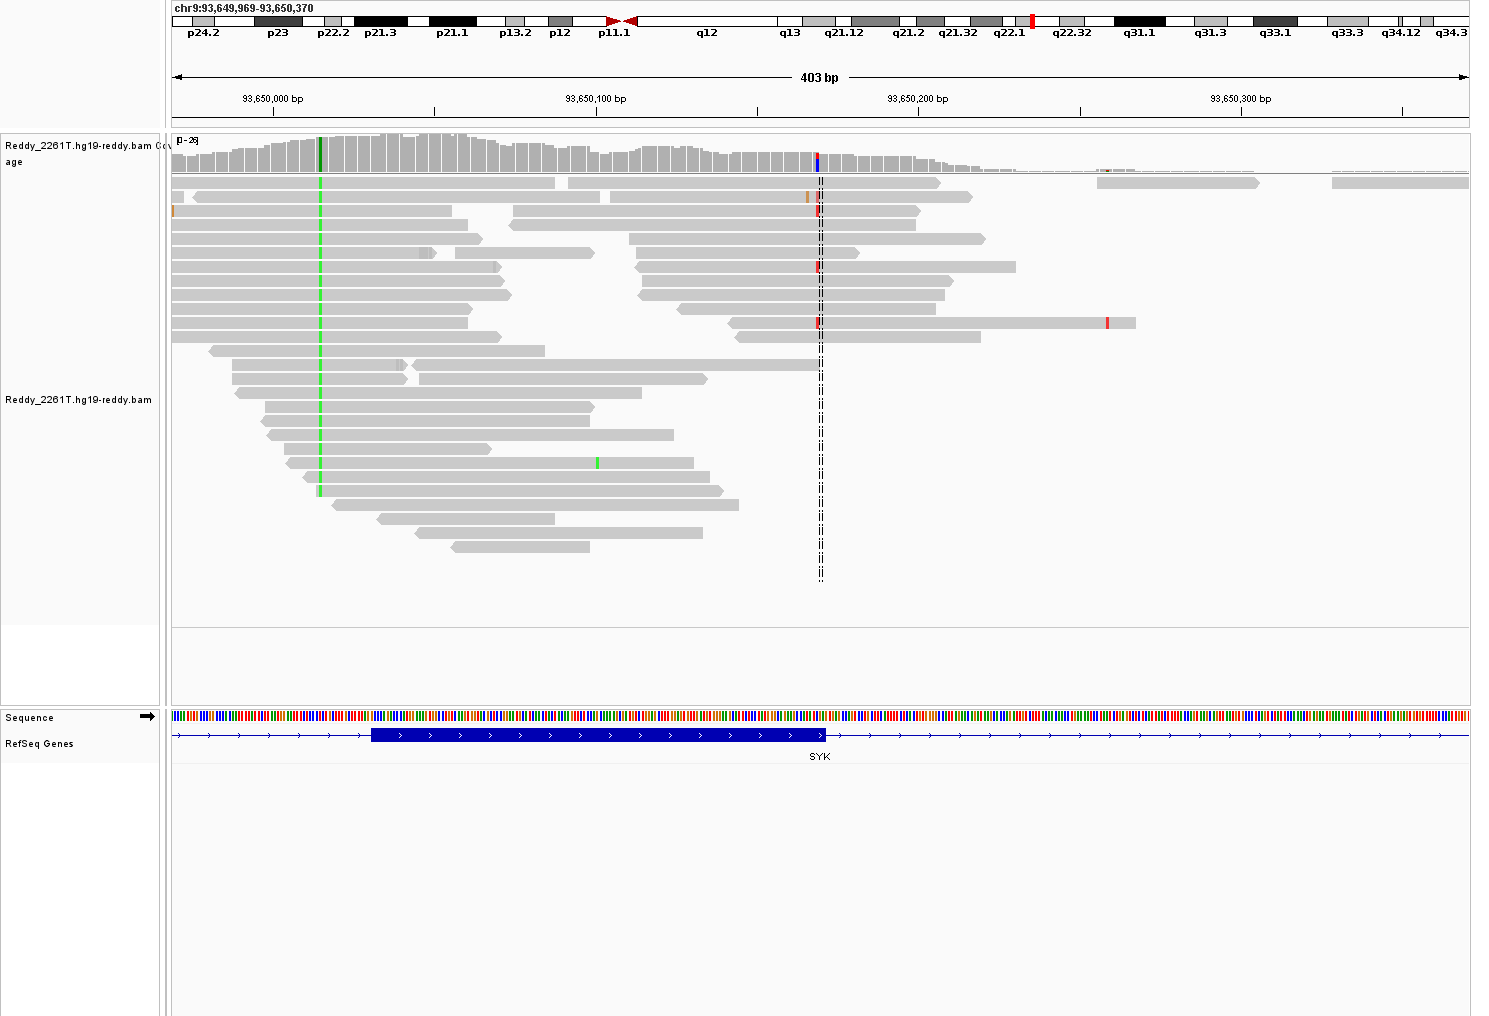 chr9:93,649,969-93,650,370
p24.2 p23 p22.2 p21.3 p21.1 p13.2 p12 p11.1 q12 q13 q21.12 q21.2 q21.32 q22.1 q22.32 q31.1 q31.3 q33.1 q33.3 q34.12 q34.3
403 bp
93,650,000 bp 93,650,100 bp 93,650,200 bp 93,650,300 bp
[0-26]
Reddy_2261T.hg19-reddy.bam Cov
age
Reddy_2261T.hg19-reddy.bam
Sequence
RefSeq Genes
SYK